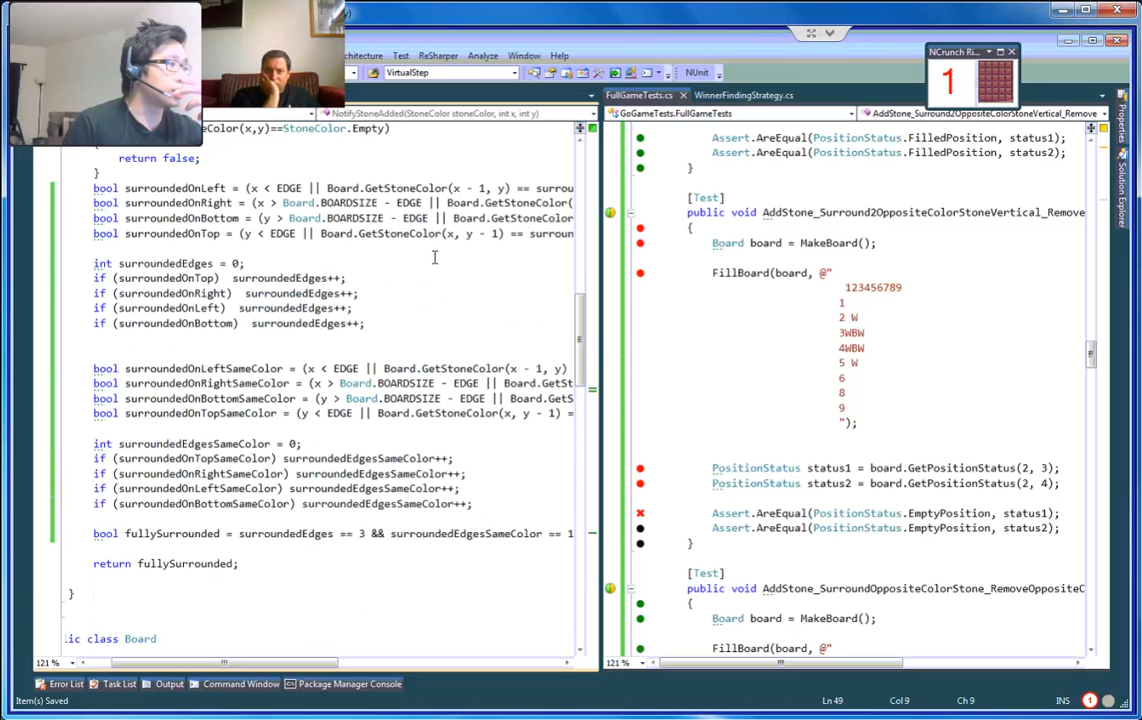 chitecture Test ReSharper Analyze Window Help
VirtualStep
NUnit
NCrunch Ri...
1
NotifyStoneAdded(StoneColor stoneColor, int x, int y)
FullGameTests.cs
WinnerFindingStrategy.cs
GoGameTests.FullGameTests
AddStone_Surround2OppositeColorStoneVertical_Remove
eColor(x,y)==StoneColor.Empty)
return false;
}
bool surroundedOnLeft = (x < EDGE || Board.GetStoneColor(x - 1, y) == surrou
bool surroundedOnRight = (x > Board.BOARDSIZE - EDGE || Board.GetStoneColor(
bool surroundedOnBottom = (y > Board.BOARDSIZE - EDGE || Board.GetStoneColor
bool surroundedOnTop = (y < EDGE || Board.GetStoneColor(x, y - 1) == surroun
int surroundedEdges = 0;
if (surroundedOnTop) surroundedEdges++;
if (surroundedOnRight) surroundedEdges++;
if (surroundedOnLeft) surroundedEdges++;
if (surroundedOnBottom) surroundedEdges++;
bool surroundedOnLeftSameColor = (x < EDGE || Board.GetStoneColor(x - 1, y)
bool surroundedOnRightSameColor = (x > Board.BOARDSIZE - EDGE || Board.GetSt
bool surroundedOnBottomSameColor = (y > Board.BOARDSIZE - EDGE || Board.GetS
bool surroundedOnTopSameColor = (y < EDGE || Board.GetStoneColor(x, y - 1) =
int surroundedEdgesSameColor = 0;
if (surroundedOnTopSameColor) surroundedEdgesSameColor++;
if (surroundedOnRightSameColor) surroundedEdgesSameColor++;
if (surroundedOnLeftSameColor) surroundedEdgesSameColor++;
if (surroundedOnBottomSameColor) surroundedEdgesSameColor++;
bool fullySurrounded = surroundedEdges == 3 && surroundedEdgesSameColor == 1
return fullySurrounded;
}
lic class Board
121 %
Assert.AreEqual(PositionStatus.FilledPosition, status1);
Assert.AreEqual(PositionStatus.FilledPosition, status2);
}
[Test]
public void AddStone_Surround2OppositeColorStoneVertical_Remove
{
Board board = MakeBoard();
FillBoard(board, @"
123456789
1
2 W
3WBW
4WBW
5 W
6
8
9
");
PositionStatus status1 = board.GetPositionStatus(2, 3);
PositionStatus status2 = board.GetPositionStatus(2, 4);
Assert.AreEqual(PositionStatus.EmptyPosition, status1);
Assert.AreEqual(PositionStatus.EmptyPosition, status2);
}
[Test]
public void AddStone_SurroundOppositeColorStone_RemoveOppositeC
{
Board board = MakeBoard();
FillBoard(board, @"
121 %
Properties
Solution Explorer
Error List Task List Output Command Window Package Manager Console
Item(s) Saved Ln 49 Col 9 Ch 9 INS 1